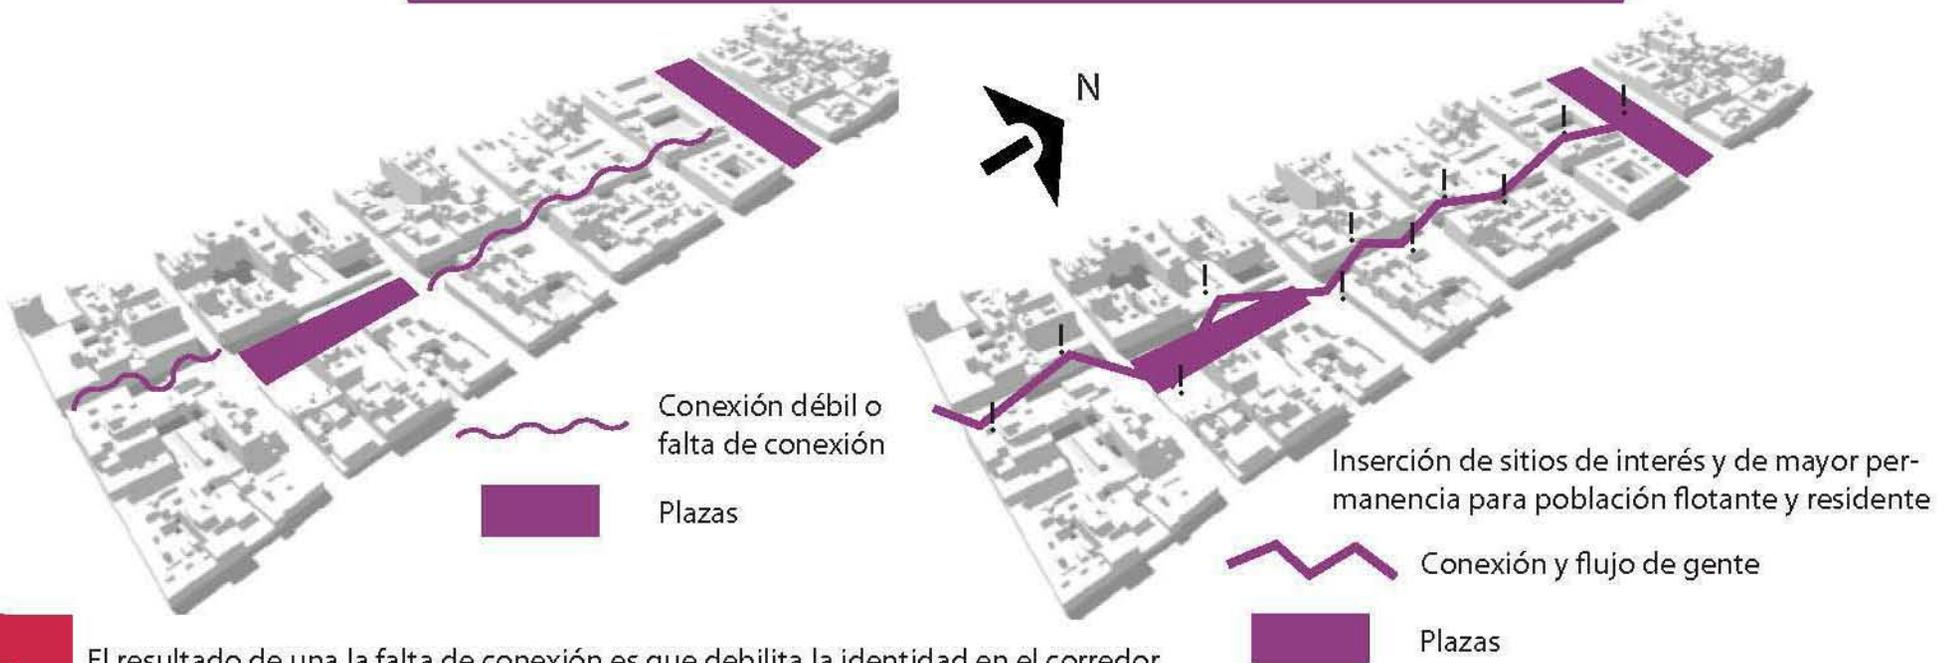 N
Conexión débil o
falta de conexión
Plazas
Inserción de sitios de interés y de mayor per-
manencia para población flotante y residente
Conexión y flujo de gente
Plazas
El resultado de una la falta de conexión es que debilita la identidad en el corredor